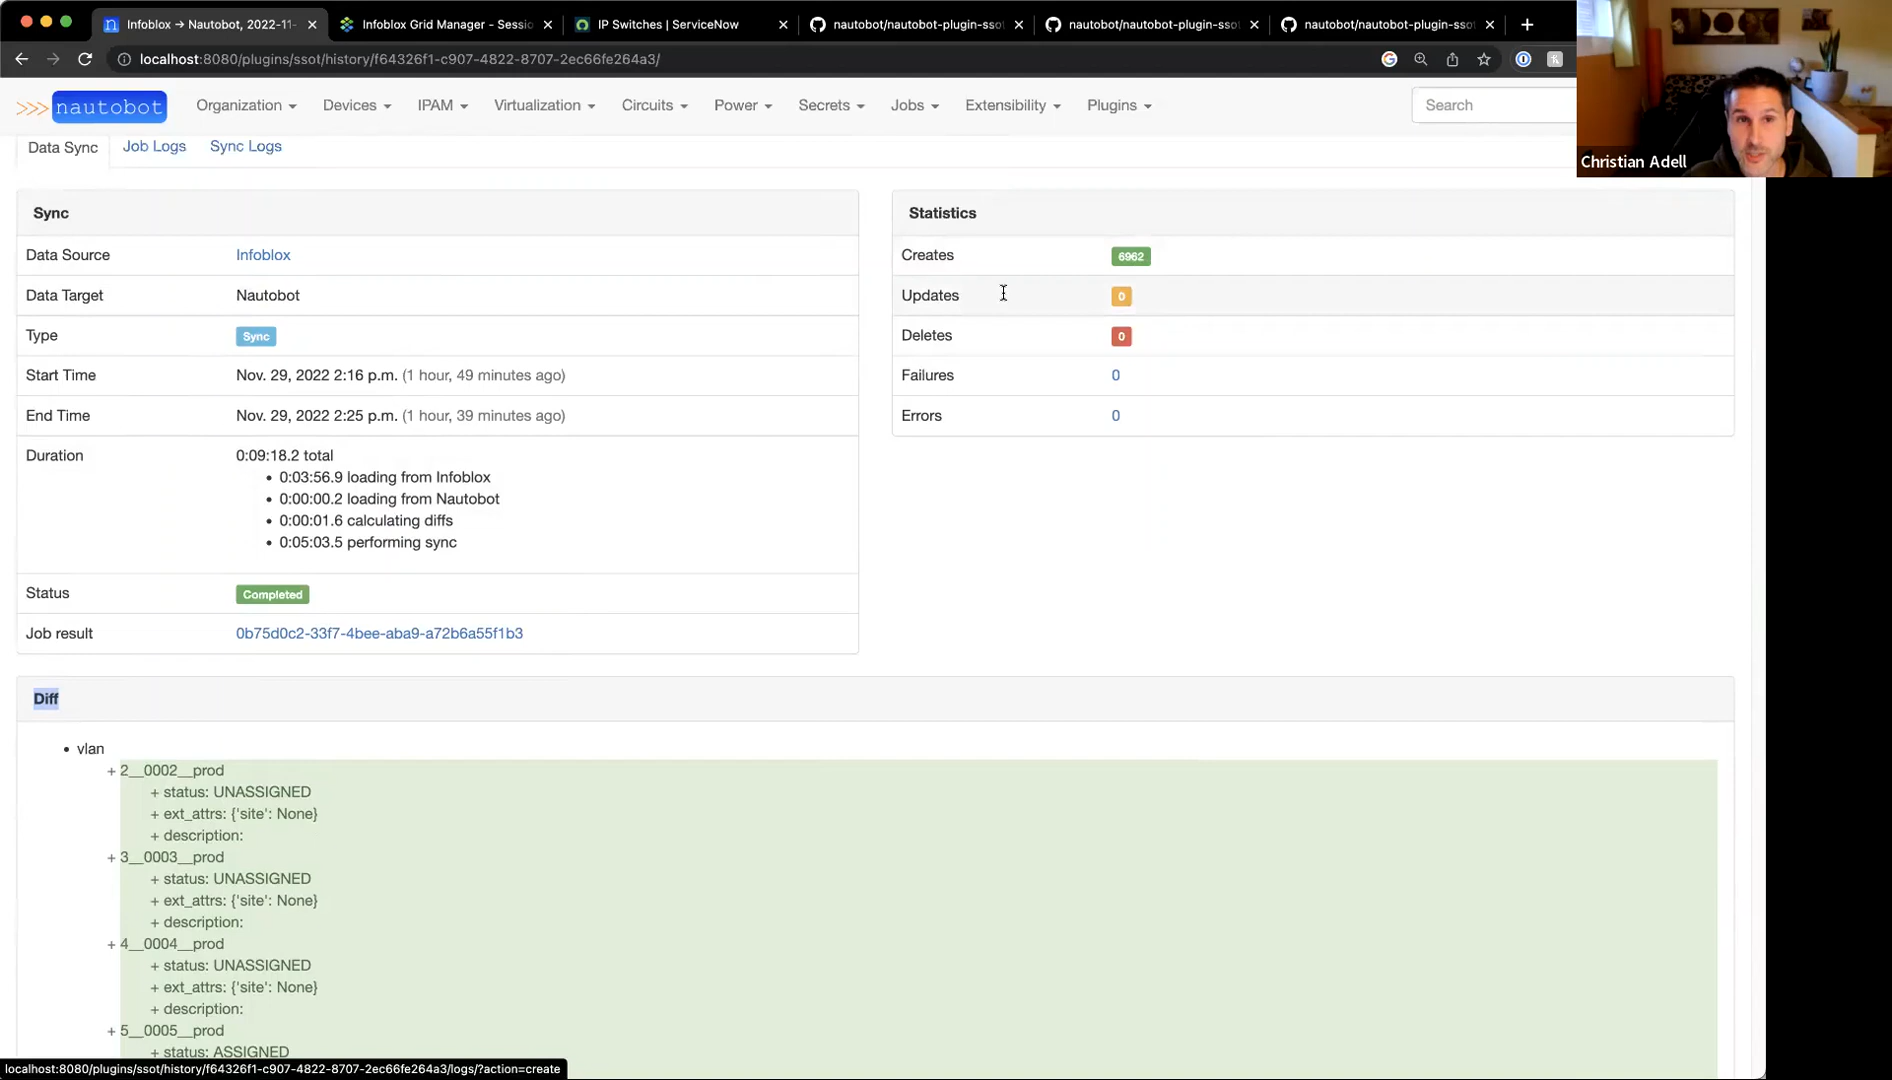 Infoblox → Nautobot, 2022-11-
Infoblox Grid Manager - Sessio
IP Switches | ServiceNow
nautobot/nautobot-plugin-ssot
nautobot/nautobot-plugin-ssot
nautobot/nautobot-plugin-ssot
localhost:8080/plugins/ssot/history/f64326f1-c907-4822-8707-2ec66fe264a3/
>>> nautobot
Organization
Devices
IPAM
Virtualization
Circuits
Power
Secrets
Jobs
Extensibility
Plugins
Search
Christian Adell
Data Sync
Job Logs
Sync Logs
Sync
Data Source Infoblox
Data Target Nautobot
Type Sync
Start Time Nov. 29, 2022 2:16 p.m. (1 hour, 49 minutes ago)
End Time Nov. 29, 2022 2:25 p.m. (1 hour, 39 minutes ago)
Duration 0:09:18.2 total
• 0:03:56.9 loading from Infoblox
• 0:00:00.2 loading from Nautobot
• 0:00:01.6 calculating diffs
• 0:05:03.5 performing sync
Status Completed
Job result 0b75d0c2-33f7-4bee-aba9-a72b6a55f1b3
Statistics
Creates 6962
Updates 0
Deletes 0
Failures 0
Errors 0
Diff
• vlan
+ 2__0002__prod
+ status: UNASSIGNED
+ ext_attrs: {'site': None}
+ description:
+ 3__0003__prod
+ status: UNASSIGNED
+ ext_attrs: {'site': None}
+ description:
+ 4__0004__prod
+ status: UNASSIGNED
+ ext_attrs: {'site': None}
+ description:
+ 5__0005__prod
+ status: ASSIGNED
localhost:8080/plugins/ssot/history/f64326f1-c907-4822-8707-2ec66fe264a3/logs/?action=create